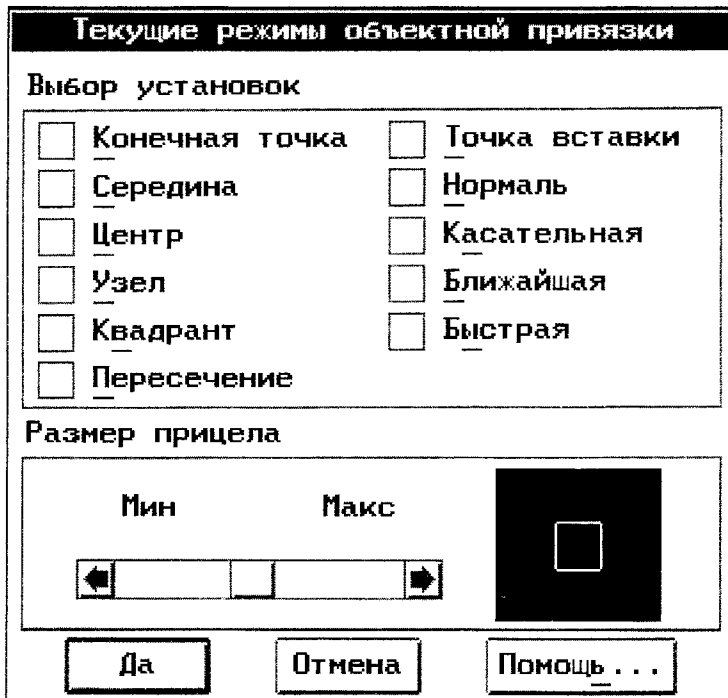 Текущие режимы объектной привязки
Выбор установок
Конечная точка
Точка вставки
Середина
Нормаль
Центр
Касательная
Узел
Ближайшая
Квадрант
Быстрая
Пересечение
Размер прицела
Мин Макс
Да Отмена Помощь...